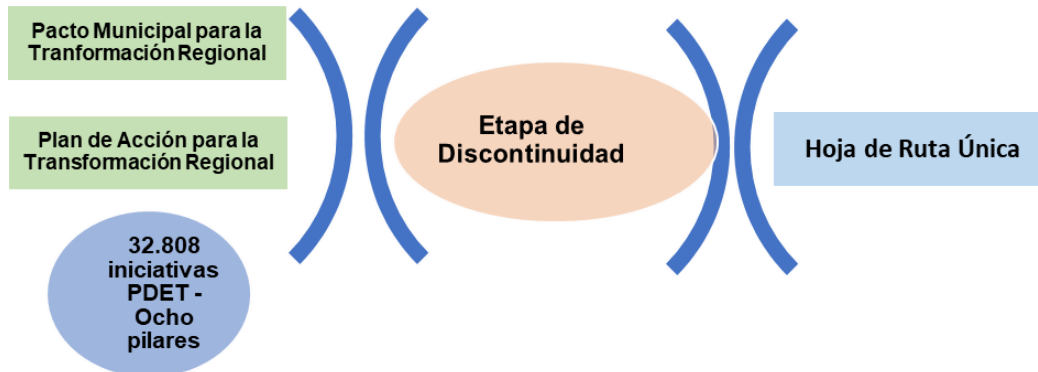 Pacto Municipal para la
Tranformación Regional
Plan de Acción para la
Transformación Regional
32.808
iniciativas
PDET -
Ocho
pilares
Etapa de
Discontinuidad
Hoja de Ruta Única